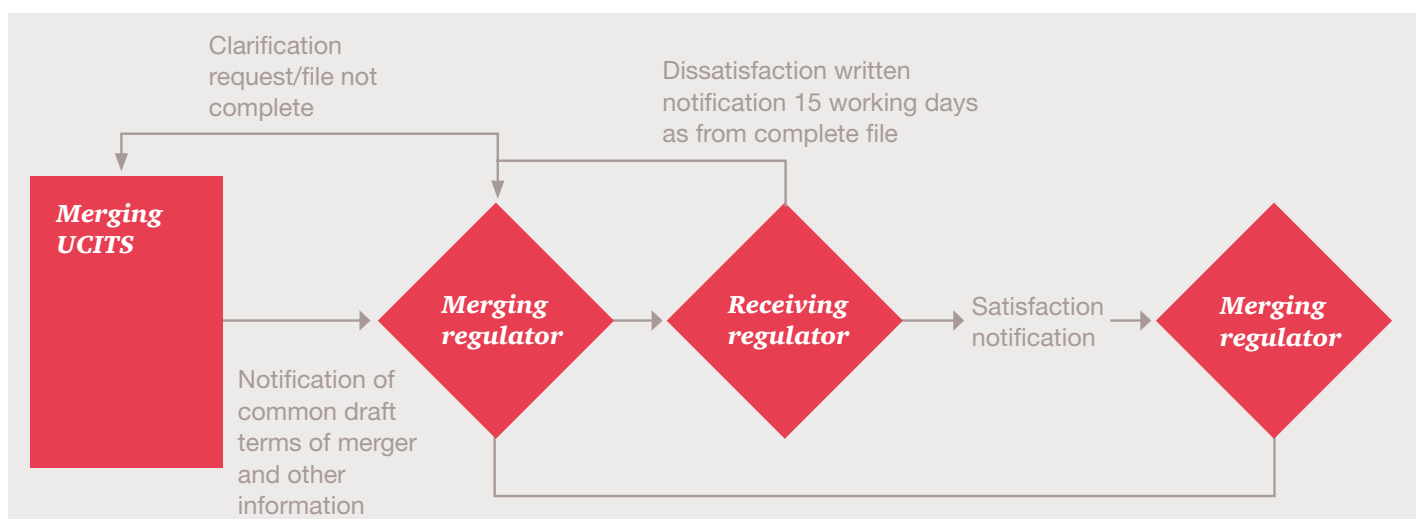 Clarification
request/file not
complete
Dissatisfaction written
notification 15 working days
as from complete file
Merging
UCITS
Merging
regulator
Receiving
regulator
Satisfaction
notification
Merging
regulator
Notification of
common draft
terms of merger
and other
information